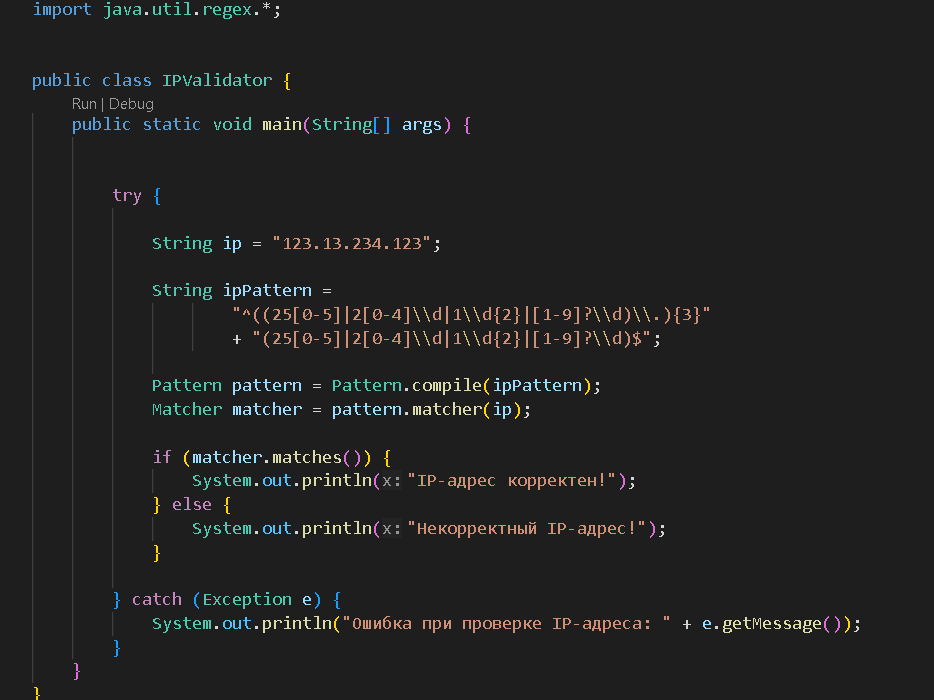 import java.util.regex.*;
public class IPValidator {
Run | Debug
public static void main(String[] args) {
try {
String ip = "123.13.234.123";
String ipPattern =
"^((25[0-5]|2[0-4]\\d|1\\d{2}|[1-9]?\\d)\\.){3}"
+ "(25[0-5]|2[0-4]\\d|1\\d{2}|[1-9]?\\d)$";
Pattern pattern = Pattern.compile(ipPattern);
Matcher matcher = pattern.matcher(ip);
if (matcher.matches()) {
System.out.println(x: "IP-адрес корректен!");
} else {
System.out.println(x: "Некорректный IP-адрес!");
}
} catch (Exception e) {
System.out.println("Ошибка при проверке IP-адреса: " + e.getMessage());
}
}
}